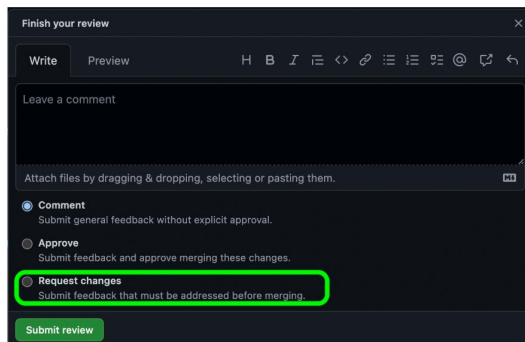 Finish your review
Write Preview
Leave a comment
Attach files by dragging & dropping, selecting or pasting them.
Comment
Submit general feedback without explicit approval.
Approve
Submit feedback and approve merging these changes.
Request changes
Submit feedback that must be addressed before merging.
Submit review